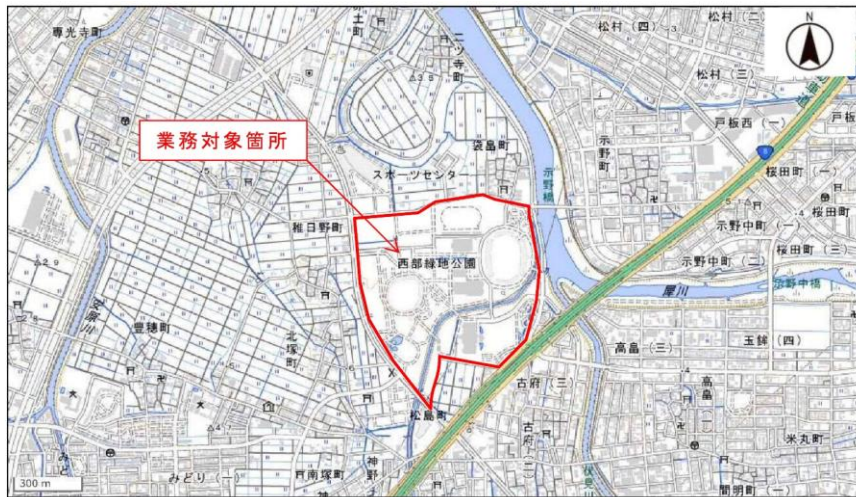 専光寺町
二ツ寺町
松村（四）
松村（三）
戸板西（一）
N
業務対象箇所
袋畠町
示野町
示野橋
桜田町（一）
スポーツセンター
稚日野町
桜田町
示野中町（一）
桜田町（三）
西部緑地公園
示野中町（二）
犀川
示野中橋
豊穂町
北塚町
高畠（三）
玉鉾（四）
古府（三）
高畠（二）
松島町
古府（二）
米丸町
みどり（一）
南塚町
神野
間明町（一）
300 m